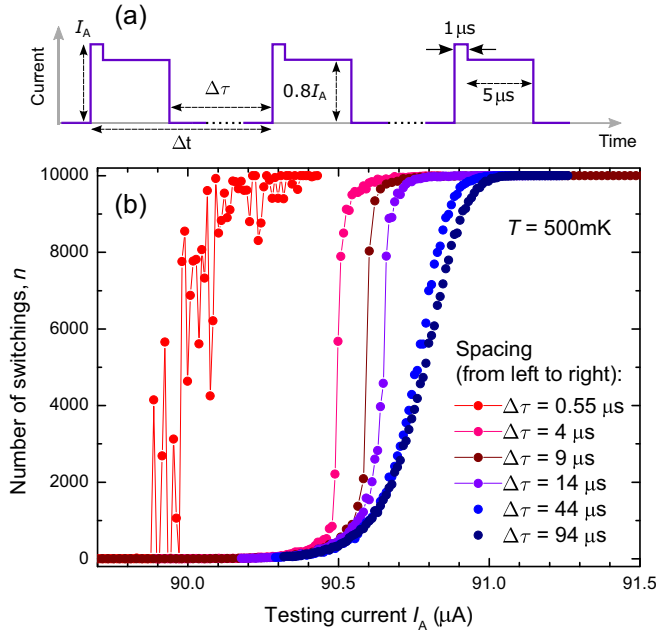 (a)
I_A
1 μs
Current
Δτ
0.8I_A
5 μs
Δt
Time
(b)
10000
8000
6000
4000
2000
0
Number of switchings, n
T = 500mK
Spacing
(from left to right):
Δτ = 0.55 μs
Δτ = 4 μs
Δτ = 9 μs
Δτ = 14 μs
Δτ = 44 μs
Δτ = 94 μs
90.0 90.5 91.0 91.5
Testing current I_A (μA)